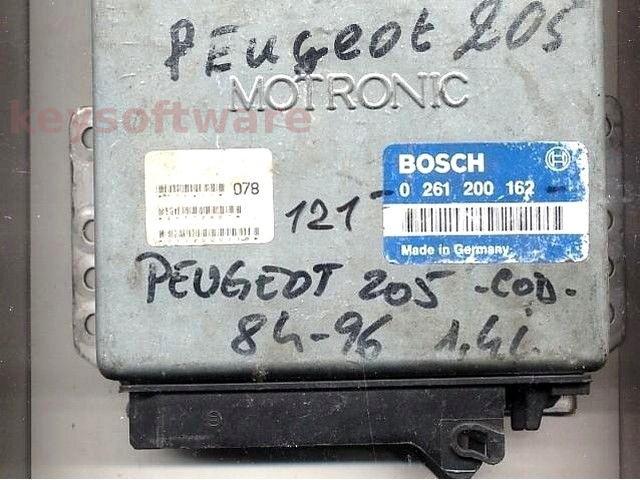 PEUGEOT 205
MOTRONIC
keysoftware
BOSCH
078
0 261 200 162
121-
Made in Germany
PEUGEOT 205 -COD-
84-96 1.4i.